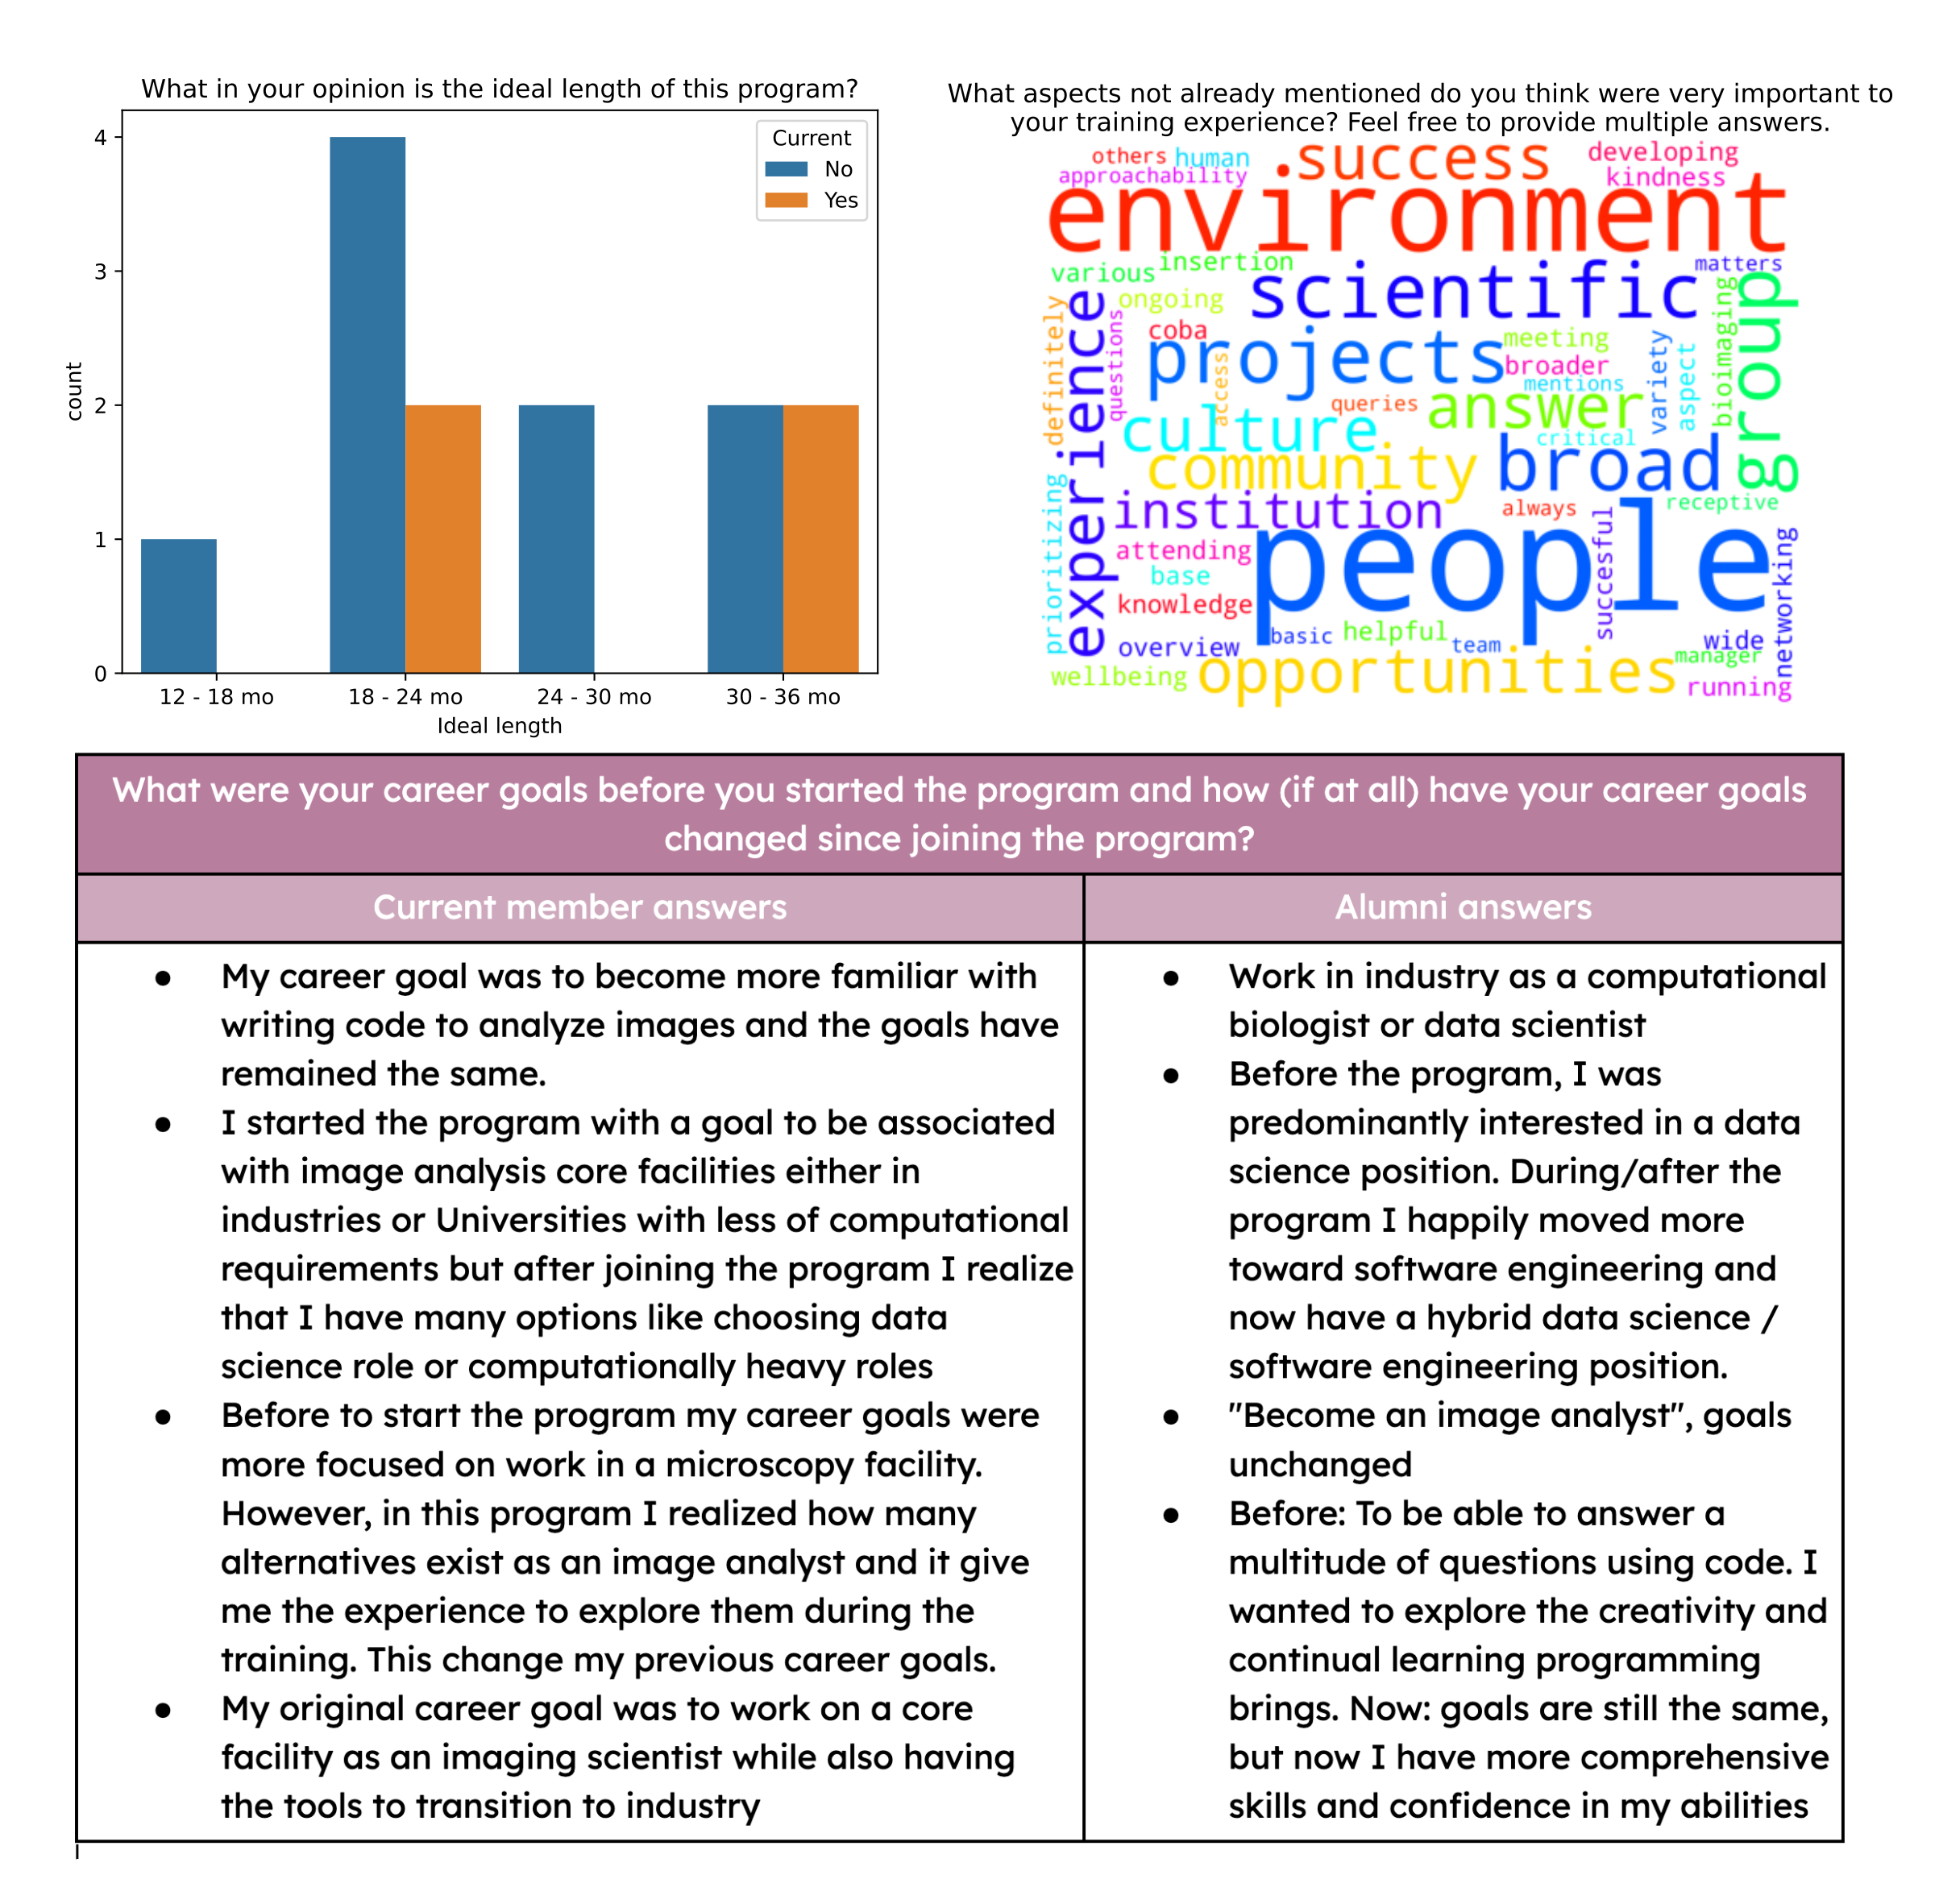 What in your opinion is the ideal length of this program?
4
3
2
1
0
count
Current
No
Yes
12 - 18 mo
18 - 24 mo
24 - 30 mo
30 - 36 mo
Ideal length
What aspects not already mentioned do you think were very important to
your training experience? Feel free to provide multiple answers.
others
human
success
developing
approachability
kindness
environment
various
insertion
matters
scientific
ongoing
definitely
experience
questions
coba
projects
access
meeting
broader
mentions
variety
aspect
bioimaging
group
queries
answer
culture
critical
community
broad
prioritizing
institution
always
receptive
attending
people
base
successful
networking
knowledge
overview
basic
helpful
team
wide
manager
wellbeing
opportunities
running
What were your career goals before you started the program and how (if at all) have your career goals
changed since joining the program?
Current member answers
Alumni answers
● My career goal was to become more familiar with
writing code to analyze images and the goals have
remained the same.
● I started the program with a goal to be associated
with image analysis core facilities either in
industries or Universities with less of computational
requirements but after joining the program I realize
that I have many options like choosing data
science role or computationally heavy roles
● Before to start the program my career goals were
more focused on work in a microscopy facility.
However, in this program I realized how many
alternatives exist as an image analyst and it give
me the experience to explore them during the
training. This change my previous career goals.
● My original career goal was to work on a core
facility as an imaging scientist while also having
the tools to transition to industry
● Work in industry as a computational
biologist or data scientist
● Before the program, I was
predominantly interested in a data
science position. During/after the
program I happily moved more
toward software engineering and
now have a hybrid data science /
software engineering position.
● "Become an image analyst", goals
unchanged
● Before: To be able to answer a
multitude of questions using code. I
wanted to explore the creativity and
continual learning programming
brings. Now: goals are still the same,
but now I have more comprehensive
skills and confidence in my abilities